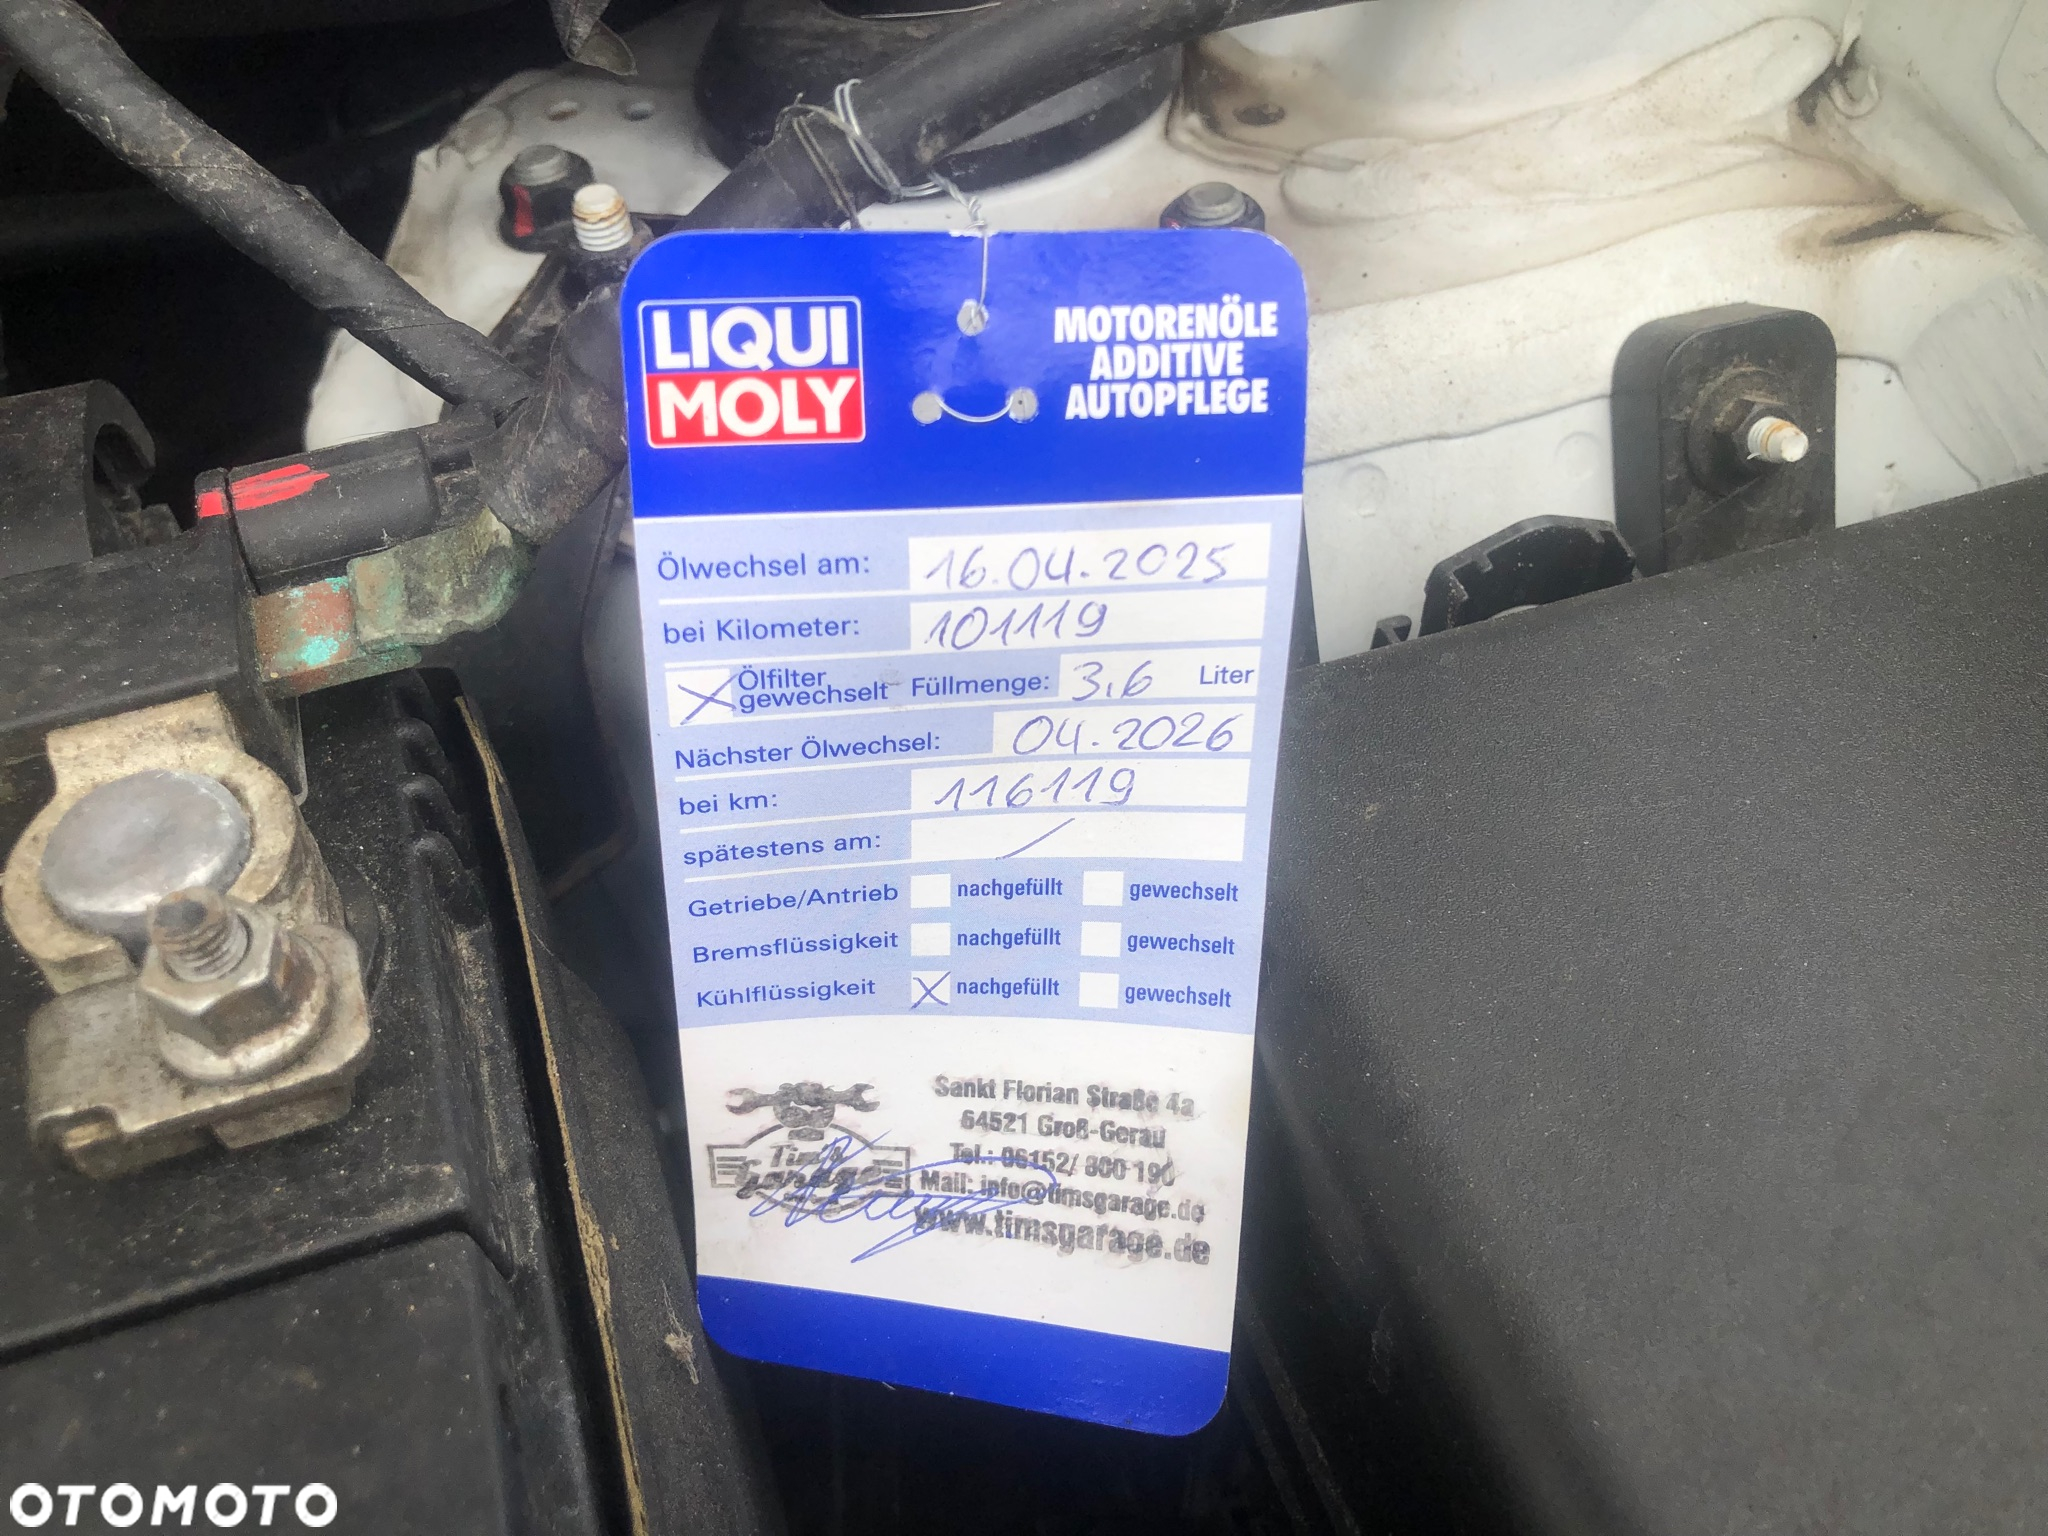 LIQUI
MOLY
MOTORENÖLE
ADDITIVE
AUTOPFLEGE
Ölwechsel am: 16.04.2025
bei Kilometer: 101119
Ölfilter
gewechselt Füllmenge: 3,6 Liter
Nächster Ölwechsel: 04.2026
bei km: 116119
spätestens am: /
Getriebe/Antrieb nachgefüllt gewechselt
Bremsflüssigkeit nachgefüllt gewechselt
Kühlflüssigkeit X nachgefüllt gewechselt
Tim's
Garage
Sankt Florian Straße 4a
64521 Groß-Gerau
Tel.: 06152/ 800 190
Mail: info@timsgarage.de
www.timsgarage.de
OTOMOTO